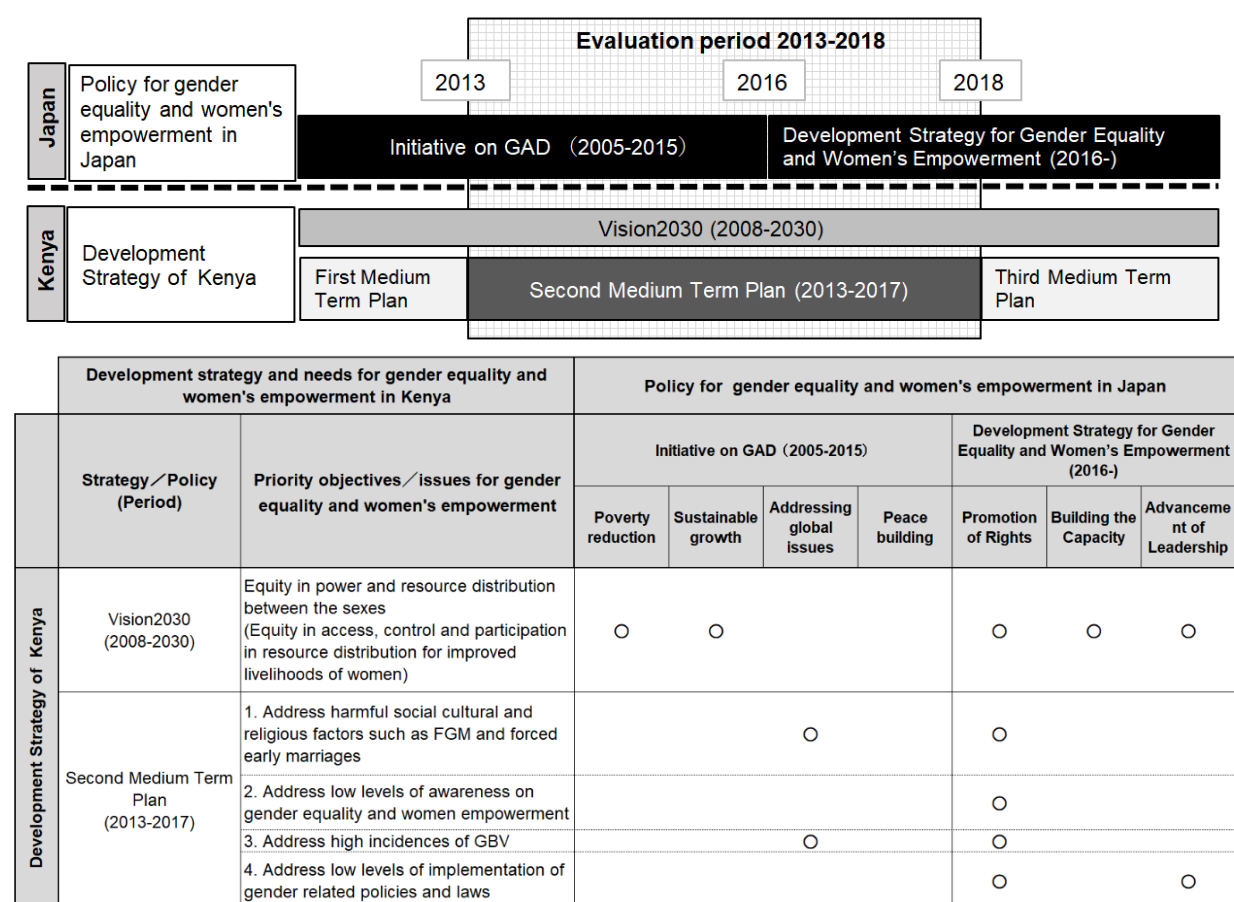 Evaluation period 2013-2018
2013
2016
2018
Japan
Policy for gender
equality and women's
empowerment in
Japan
Initiative on GAD （2005-2015）
Development Strategy for Gender Equality
and Women's Empowerment (2016-)
Kenya
Development
Strategy of Kenya
Vision2030 (2008-2030)
First Medium
Term Plan
Second Medium Term Plan (2013-2017)
Third Medium Term
Plan
Development strategy and needs for gender equality and
women's empowerment in Kenya
Policy for gender equality and women's empowerment in Japan
Strategy／Policy
(Period)
Priority objectives／issues for gender
equality and women's empowerment
Initiative on GAD（2005-2015）
Development Strategy for Gender
Equality and Women's Empowerment
(2016-)
Poverty
reduction
Sustainable
growth
Addressing
global
issues
Peace
building
Promotion
of Rights
Building the
Capacity
Advanceme
nt of
Leadership
Development Strategy of Kenya
Vision2030
(2008-2030)
Equity in power and resource distribution
between the sexes
(Equity in access, control and participation
in resource distribution for improved
livelihoods of women)
○ ○ ○ ○ ○
Second Medium Term
Plan
(2013-2017)
1. Address harmful social cultural and
religious factors such as FGM and forced
early marriages
○ ○
2. Address low levels of awareness on
gender equality and women empowerment
○
3. Address high incidences of GBV
○ ○
4. Address low levels of implementation of
gender related policies and laws
○ ○